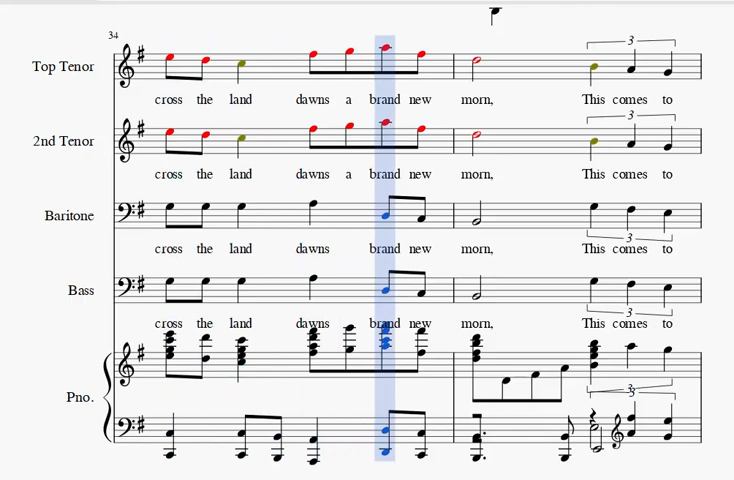 34
3
Top Tenor
cross the land dawns a brand new morn, This comes to
3
2nd Tenor
cross the land dawns a brand new morn, This comes to
Baritone
3
cross the land dawns a brand new morn, This comes to
Bass
3
cross the land dawns a brand new morn, This comes to
Pno.
3
3